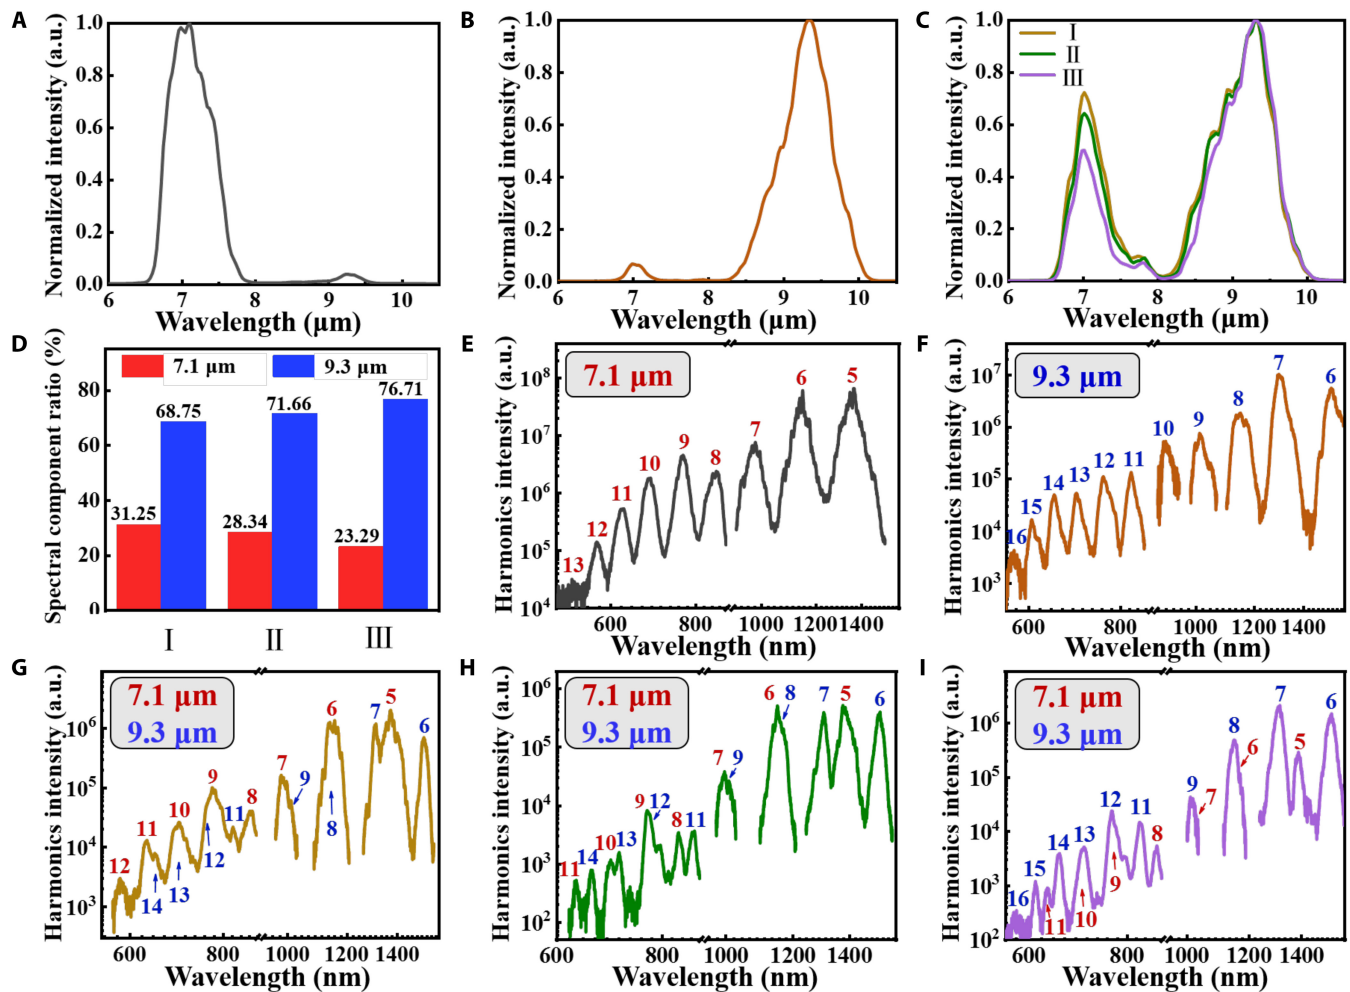 A
Normalized intensity (a.u.)
1.0
0.8
0.6
0.4
0.2
0.0
6 7 8 9 10
Wavelength (µm)
B
Normalized intensity (a.u.)
1.0
0.8
0.6
0.4
0.2
0.0
6 7 8 9 10
Wavelength (µm)
C
Normalized intensity (a.u.)
1.0
0.8
0.6
0.4
0.2
0.0
I
II
III
6 7 8 9 10
Wavelength (µm)
D
Spectral component ratio (%)
80
60
40
20
0
7.1 µm 9.3 µm
31.25 68.75
28.34 71.66
23.29 76.71
I II III
E
Harmonics intensity (a.u.)
10^8
10^7
10^6
10^5
10^4
7.1 µm
13 12 11 10 9 8 7 6 5
600 800 1000 1200 1400
Wavelength (nm)
F
Harmonics intensity (a.u.)
10^7
10^6
10^5
10^4
10^3
9.3 µm
16 15 14 13 12 11 10 9 8 7 6
600 800 1000 1200 1400
Wavelength (nm)
G
Harmonics intensity (a.u.)
10^6
10^5
10^4
10^3
7.1 µm
9.3 µm
12 11 10 9 11 8 7 9 6 7 5 6
14 13 12 8
600 800 1000 1200 1400
Wavelength (nm)
H
Harmonics intensity (a.u.)
10^6
10^5
10^4
10^3
10^2
7.1 µm
9.3 µm
11 14 10 13 9 12 8 11 7 9 6 8 7 5 6
600 800 1000 1200 1400
Wavelength (nm)
I
Harmonics intensity (a.u.)
10^6
10^5
10^4
10^3
10^2
7.1 µm
9.3 µm
16 15 14 13 12 11 8 9 7 8 6 7 5 6
11 10 9
600 800 1000 1200 1400
Wavelength (nm)